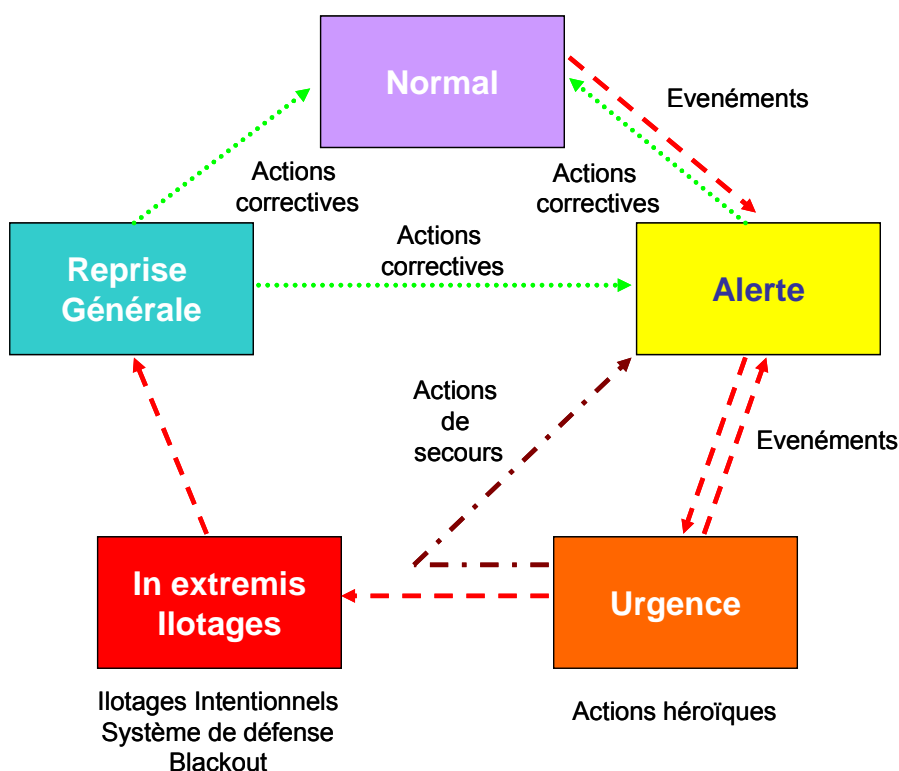 Normal
Evenéments
Actions
correctives
Actions
correctives
Actions
correctives
Reprise
Générale
Alerte
Actions
de
secours
Evenéments
In extremis
Ilotages
Urgence
Ilotages Intentionnels
Système de défense
Blackout
Actions héroïques